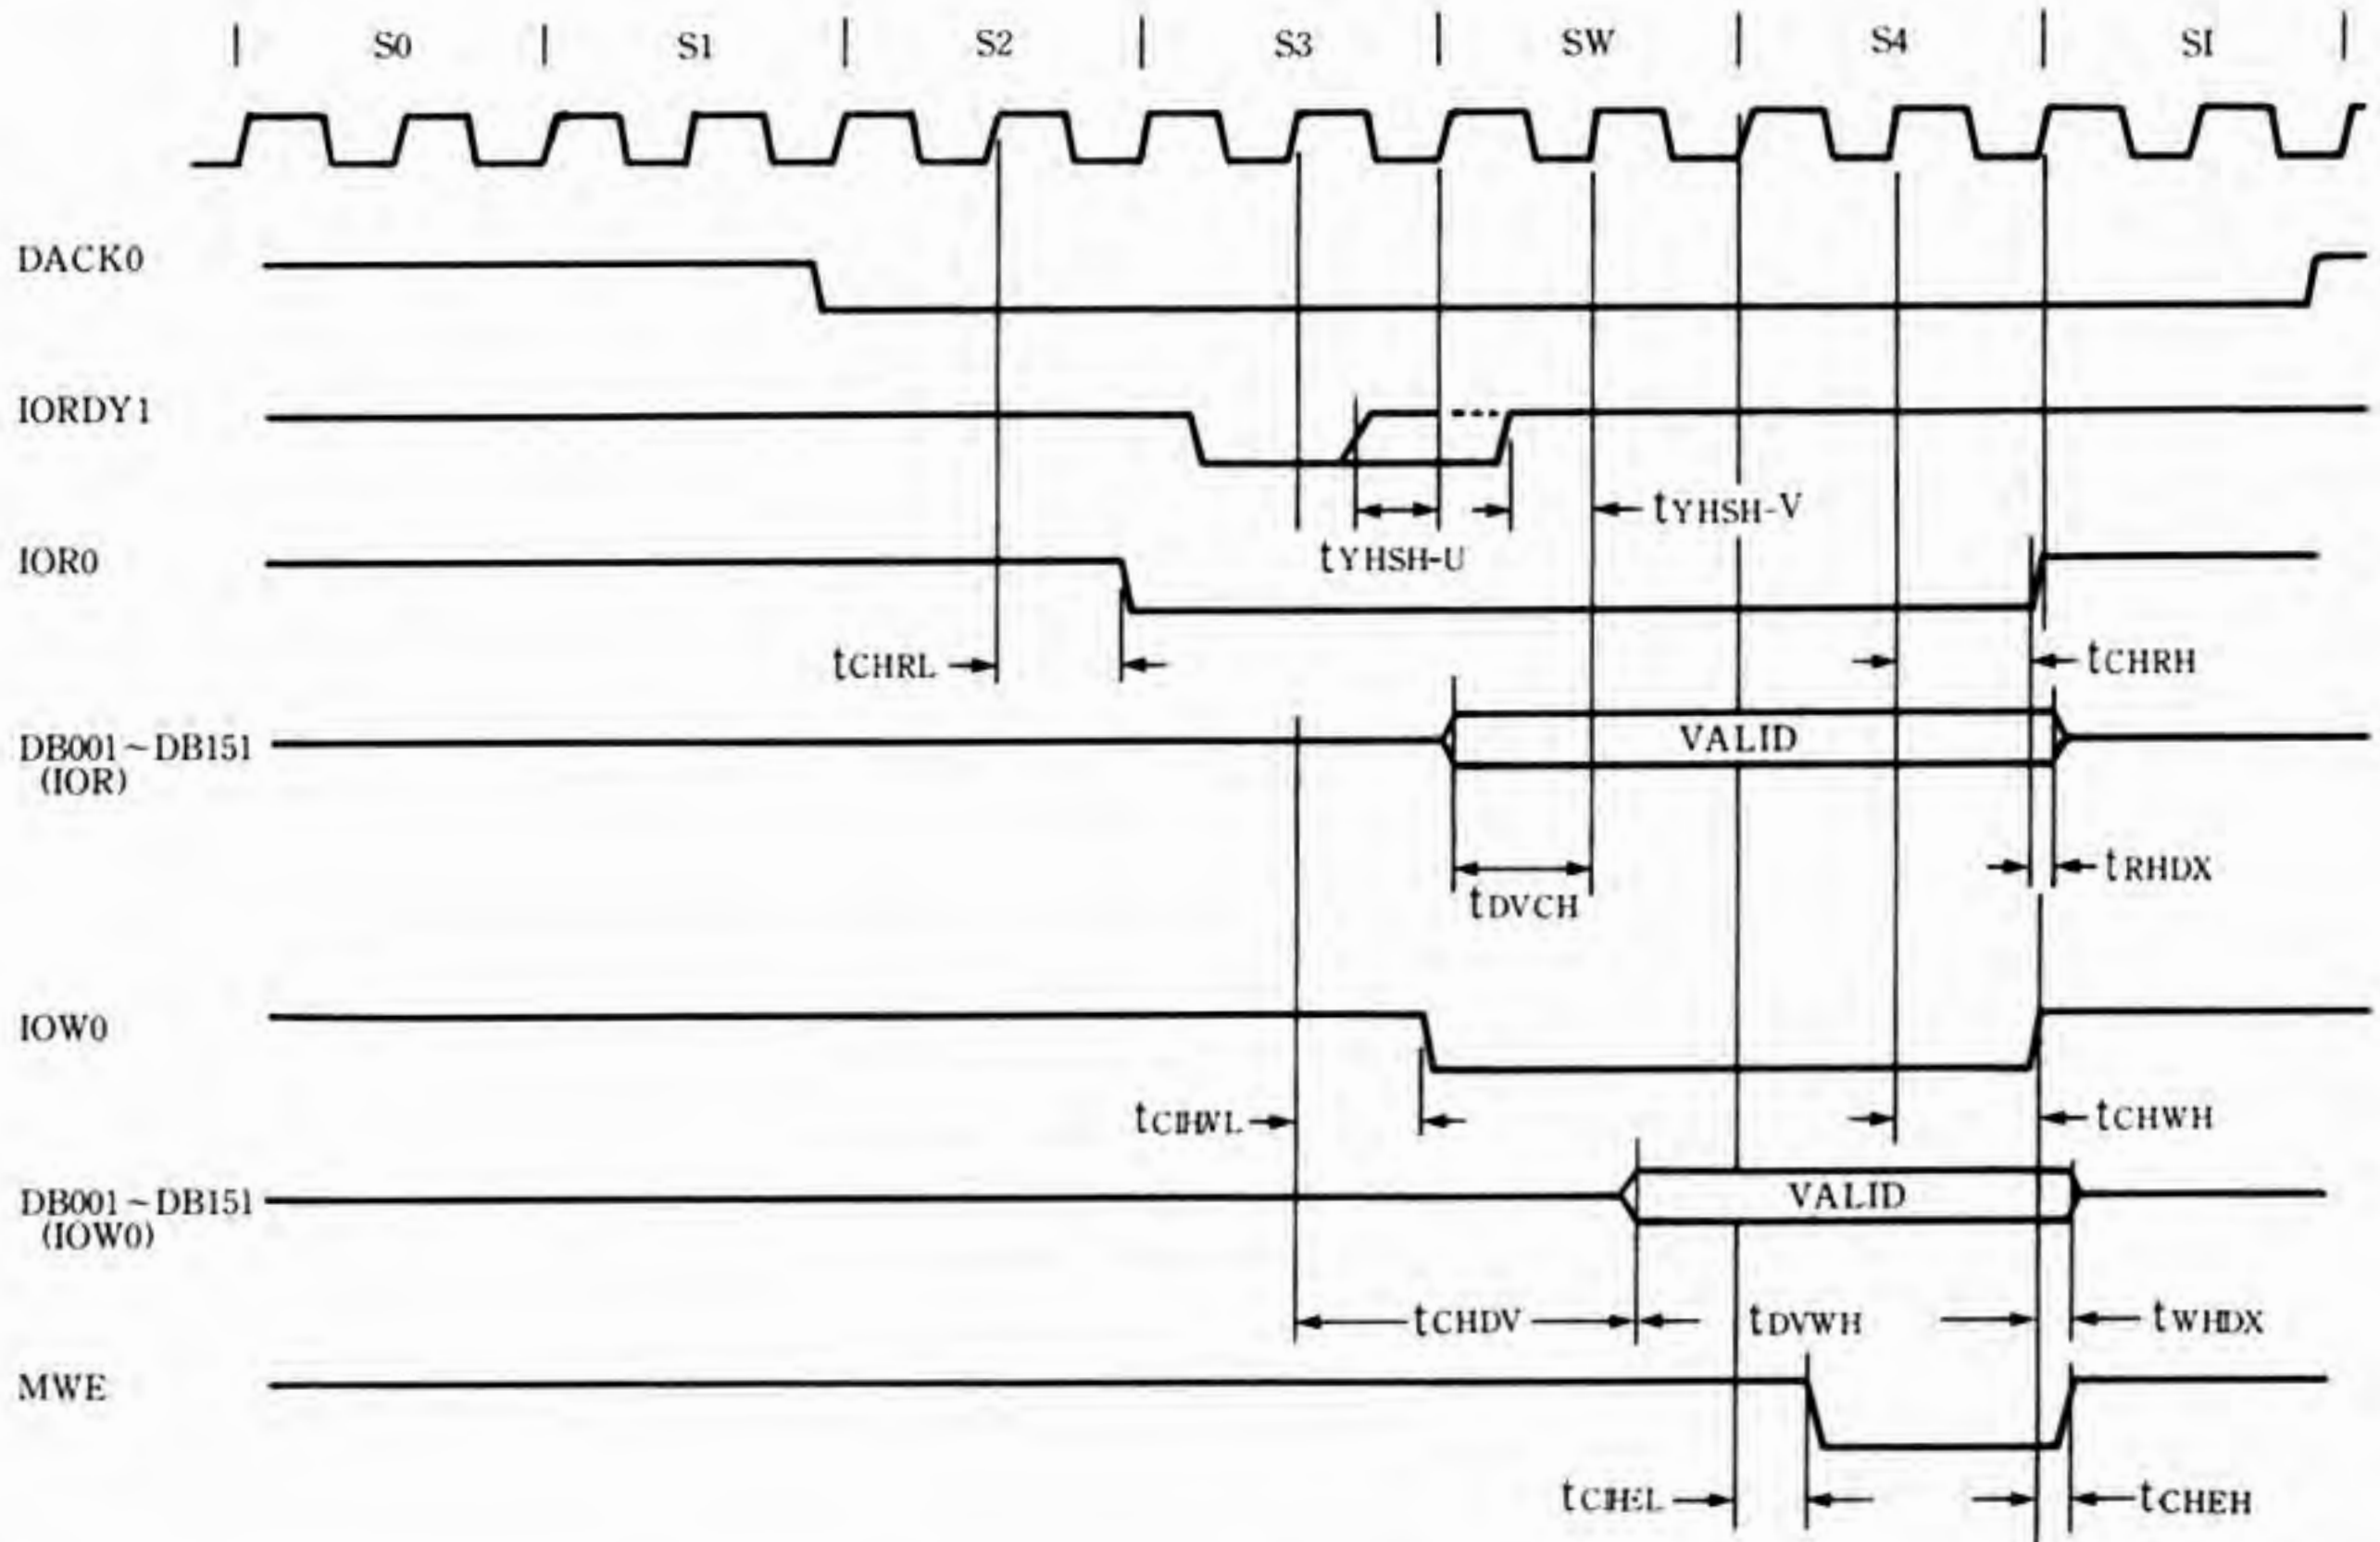 | S0 | S1 | S2 | S3 | SW | S4 | SI |
DACK0
IORDY1
tYHSH-V
tYHSH-U
IOR0
tCHRL
tCHRH
DB001~DB151
(IOR)
VALID
tRHDX
tDVCH
IOW0
tCHWL
tCHWH
DB001~DB151
(IOW0)
VALID
tCHDV
tDVWH
tWHDX
MWE
tCHEL
tCHEH